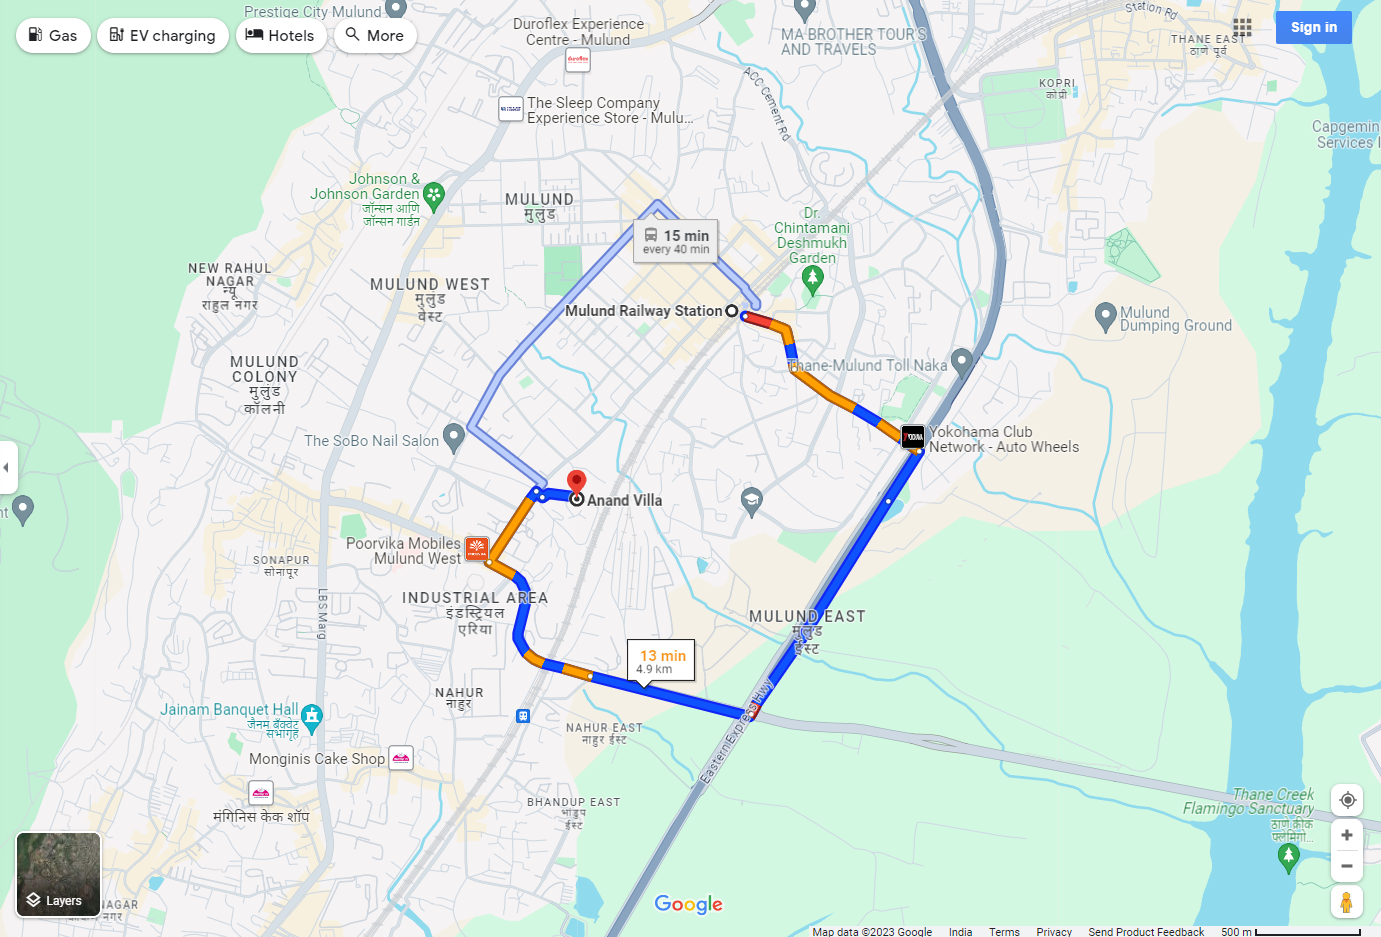 Prestige City Mulund
Gas
EV charging
Hotels
More
Duroflex Experience
Centre - Mulund
duroflex
The Sleep Company
Experience Store - Mulu...
MA BROTHER TOUR'S
AND TRAVELS
Station Rd
THANE EAST
ठाणे पूर्व
Sign in
KOPRI
कोप्री
ACC Cement Rd
Capgemin
Services I
Johnson &
Johnson Garden
जॉन्सन आणि
जॉन्सन गार्डन
MULUND
मुलुंड
Dr.
Chintamani
Deshmukh
Garden
15 min
every 40 min
NEW RAHUL
NAGAR
न्यू
राहुल नगर
MULUND WEST
मुलुंड
वेस्ट
Mulund Railway Station
Mulund
Dumping Ground
MULUND
COLONY
मुलुंड
कॉलनी
Thane-Mulund Toll Naka
The SoBo Nail Salon
Yokohama Club
Network - Auto Wheels
Anand Villa
nt
Poorvika Mobiles
Mulund West
SONAPUR
सोनापूर
LBS Marg
INDUSTRIAL AREA
इंडस्ट्रियल
एरिया
MULUND EAST
मुलुंड
ईस्ट
13 min
4.9 km
NAHUR
नाहुर
Jainam Banquet Hall
जैनम बँक्वेट
सभागृह
NAHUR EAST
नाहुर ईस्ट
Eastern Express Hwy
Monginis Cake Shop
मंगिनिस केक शॉप
BHANDUP EAST
भांडुप
ईस्ट
Thane Creek
Flamingo Sanctuary
ठाणे क्रीक
फ्लेमिंगो...
Layers
NAGAR
नगर
Google
Map data ©2023 Google
India
Terms
Privacy
Send Product Feedback
500 m